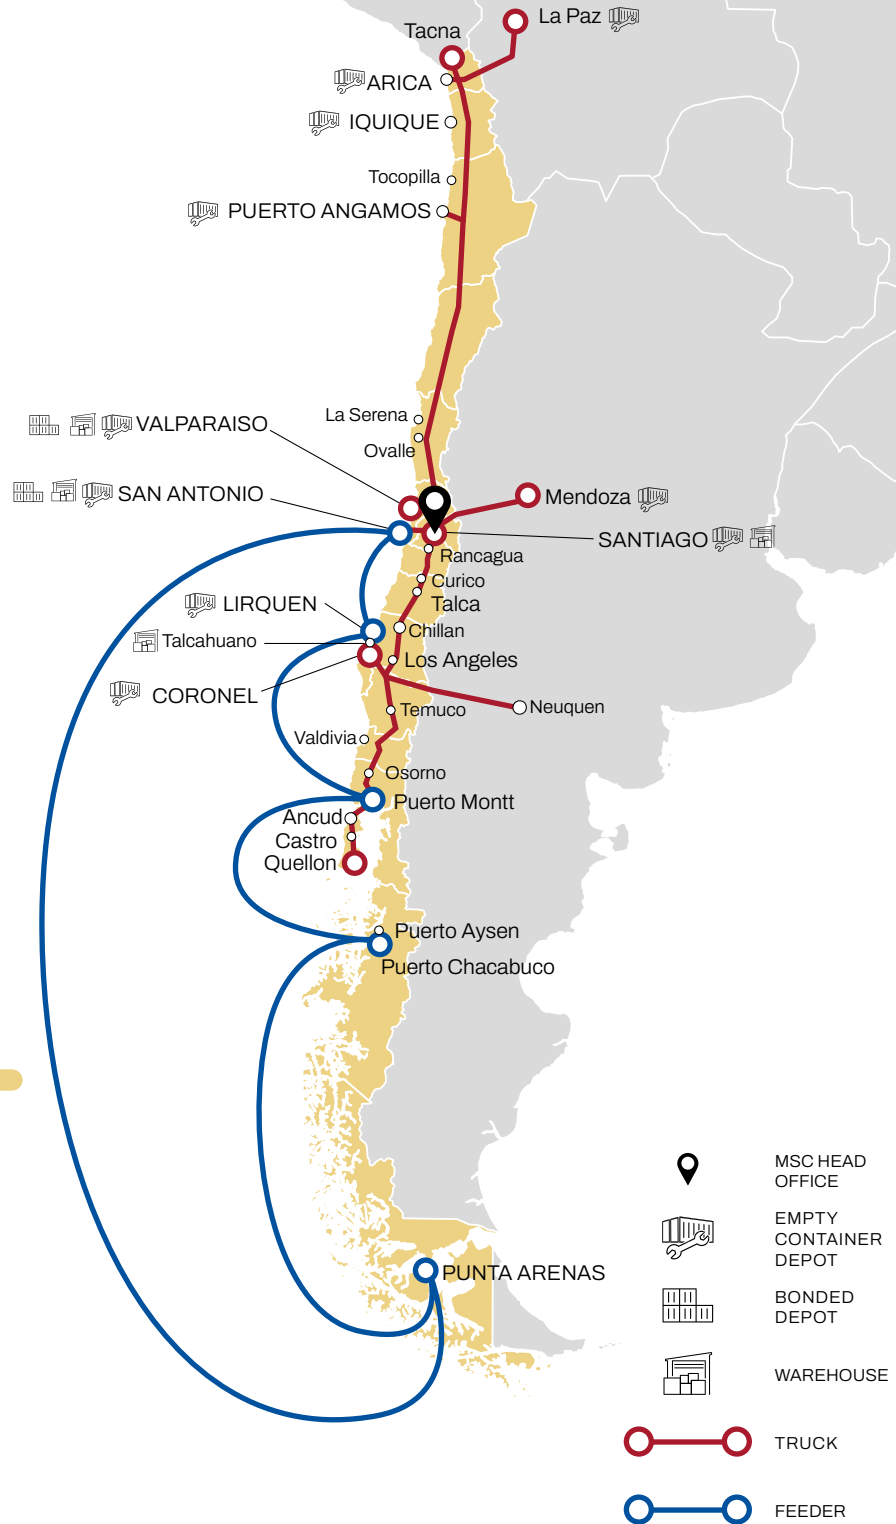 La Paz
Tacna
ARICA
IQUIQUE
Tocopilla
PUERTO ANGAMOS
La Serena
VALPARAISO
Ovalle
SAN ANTONIO
Mendoza
SANTIAGO
Rancagua
Curico
LIRQUEN
Talca
Chillan
Talcahuano
Los Angeles
CORONEL
Neuquen
Temuco
Valdivia
Osorno
Puerto Montt
Ancud
Castro
Quellon
Puerto Aysen
Puerto Chacabuco
PUNTA ARENAS
MSC HEAD
OFFICE
EMPTY
CONTAINER
DEPOT
BONDED
DEPOT
WAREHOUSE
TRUCK
FEEDER